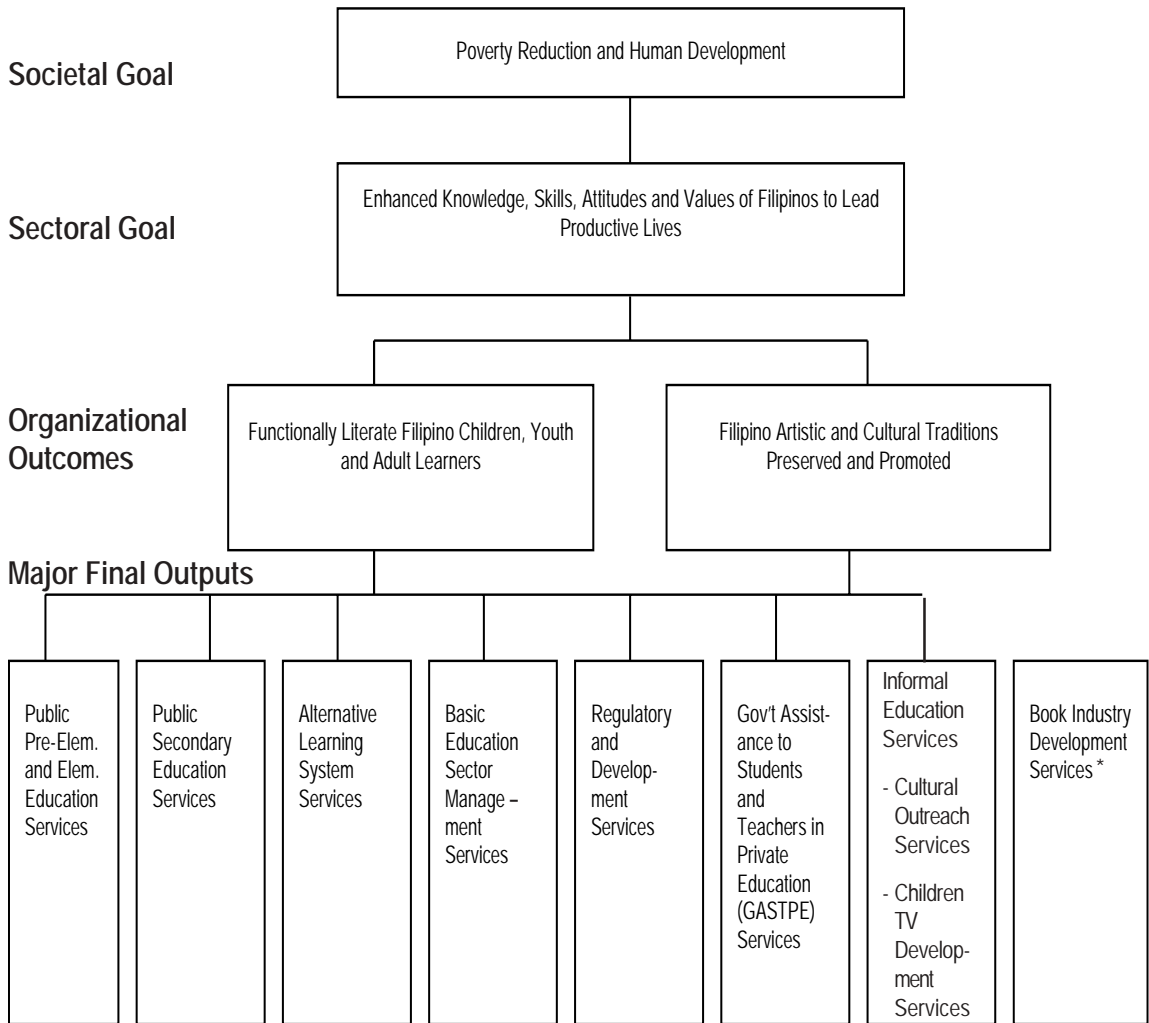 Societal Goal
Poverty Reduction and Human Development
Sectoral Goal
Enhanced Knowledge, Skills, Attitudes and Values of Filipinos to Lead
Productive Lives
Organizational
Outcomes
Functionally Literate Filipino Children, Youth
and Adult Learners
Filipino Artistic and Cultural Traditions
Preserved and Promoted
Major Final Outputs
Public
Pre-Elem.
and Elem.
Education
Services
Public
Secondary
Education
Services
Alternative
Learning
System
Services
Basic
Education
Sector
Manage –
ment
Services
Regulatory
and
Develop-
ment
Services
Gov't Assist-
ance to
Students
and
Teachers in
Private
Education
(GASTPE)
Services
Informal
Education
Services
- Cultural
Outreach
Services
- Children
TV
Develop-
ment
Services
Book Industry
Development
Services *